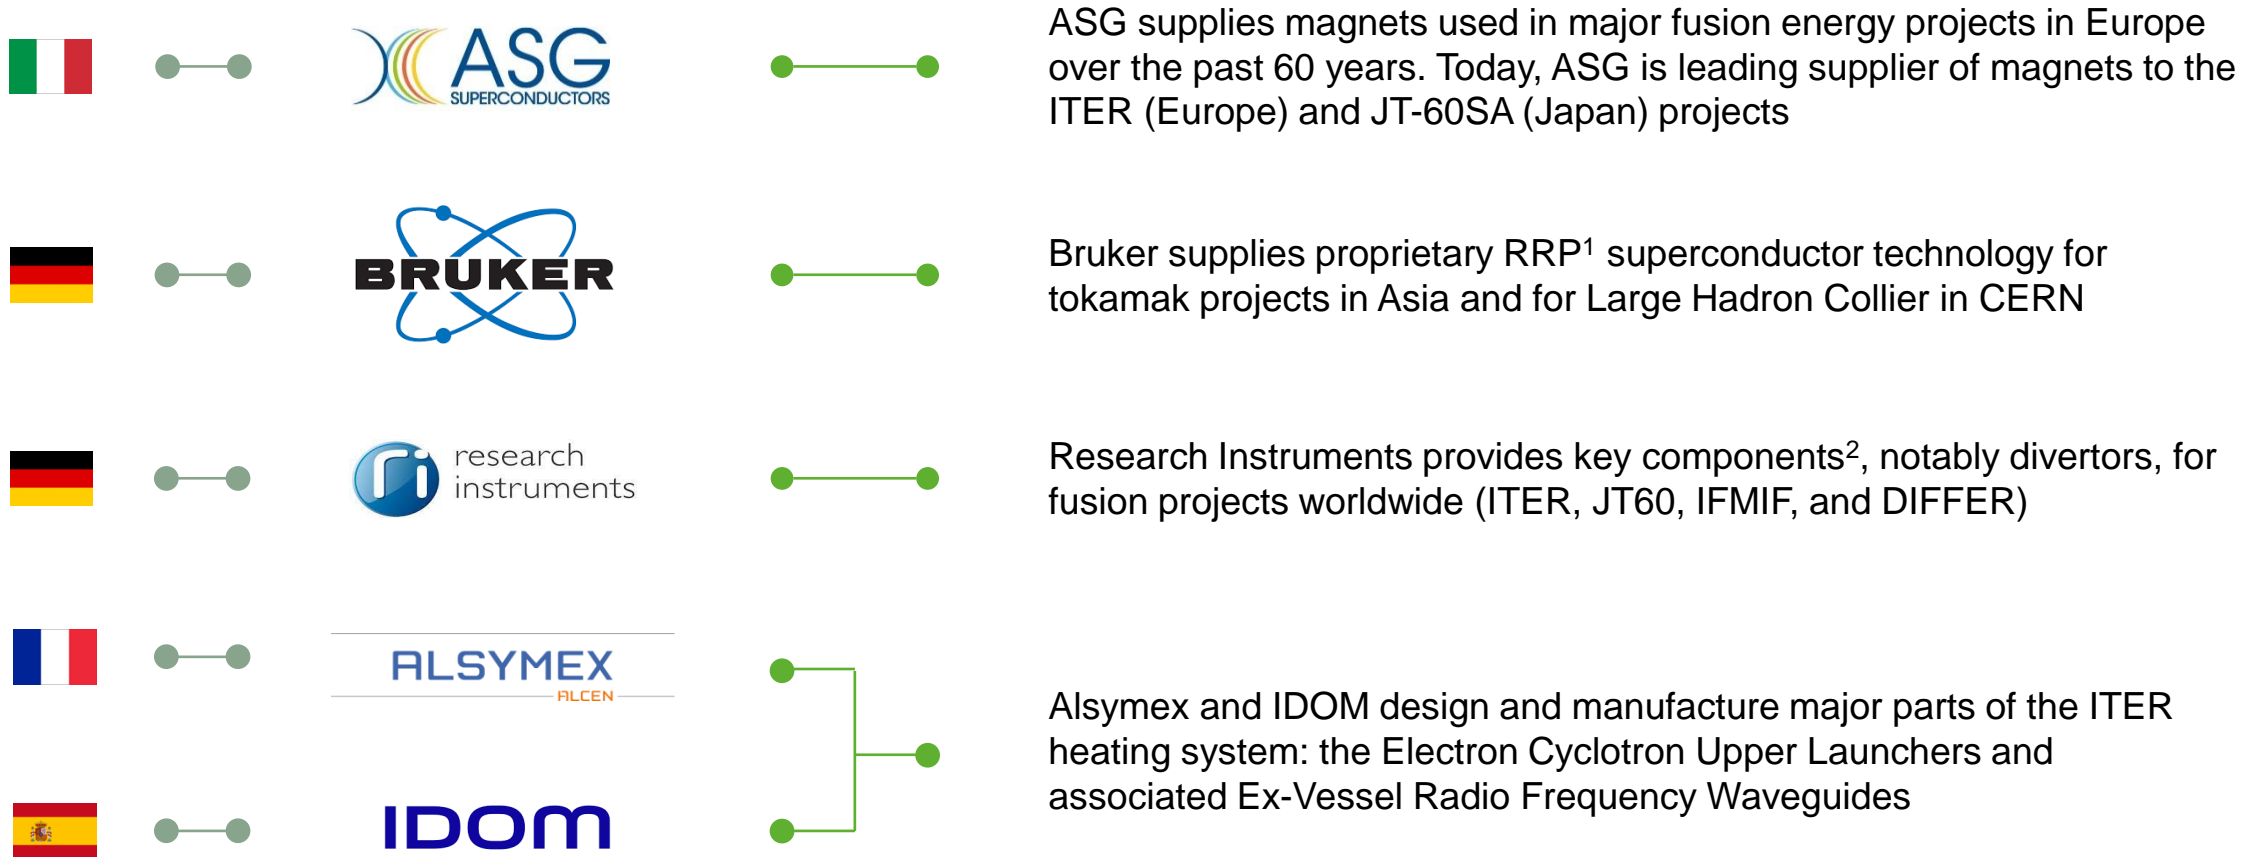 ASG
SUPERCONDUCTORS
ASG supplies magnets used in major fusion energy projects in Europe
over the past 60 years. Today, ASG is leading supplier of magnets to the
ITER (Europe) and JT-60SA (Japan) projects
BRUKER
Bruker supplies proprietary RRP¹ superconductor technology for
tokamak projects in Asia and for Large Hadron Collier in CERN
ri
research
instruments
Research Instruments provides key components², notably divertors, for
fusion projects worldwide (ITER, JT60, IFMIF, and DIFFER)
ALSYMEX
ALCEN
IDOM
Alsymex and IDOM design and manufacture major parts of the ITER
heating system: the Electron Cyclotron Upper Launchers and
associated Ex-Vessel Radio Frequency Waveguides